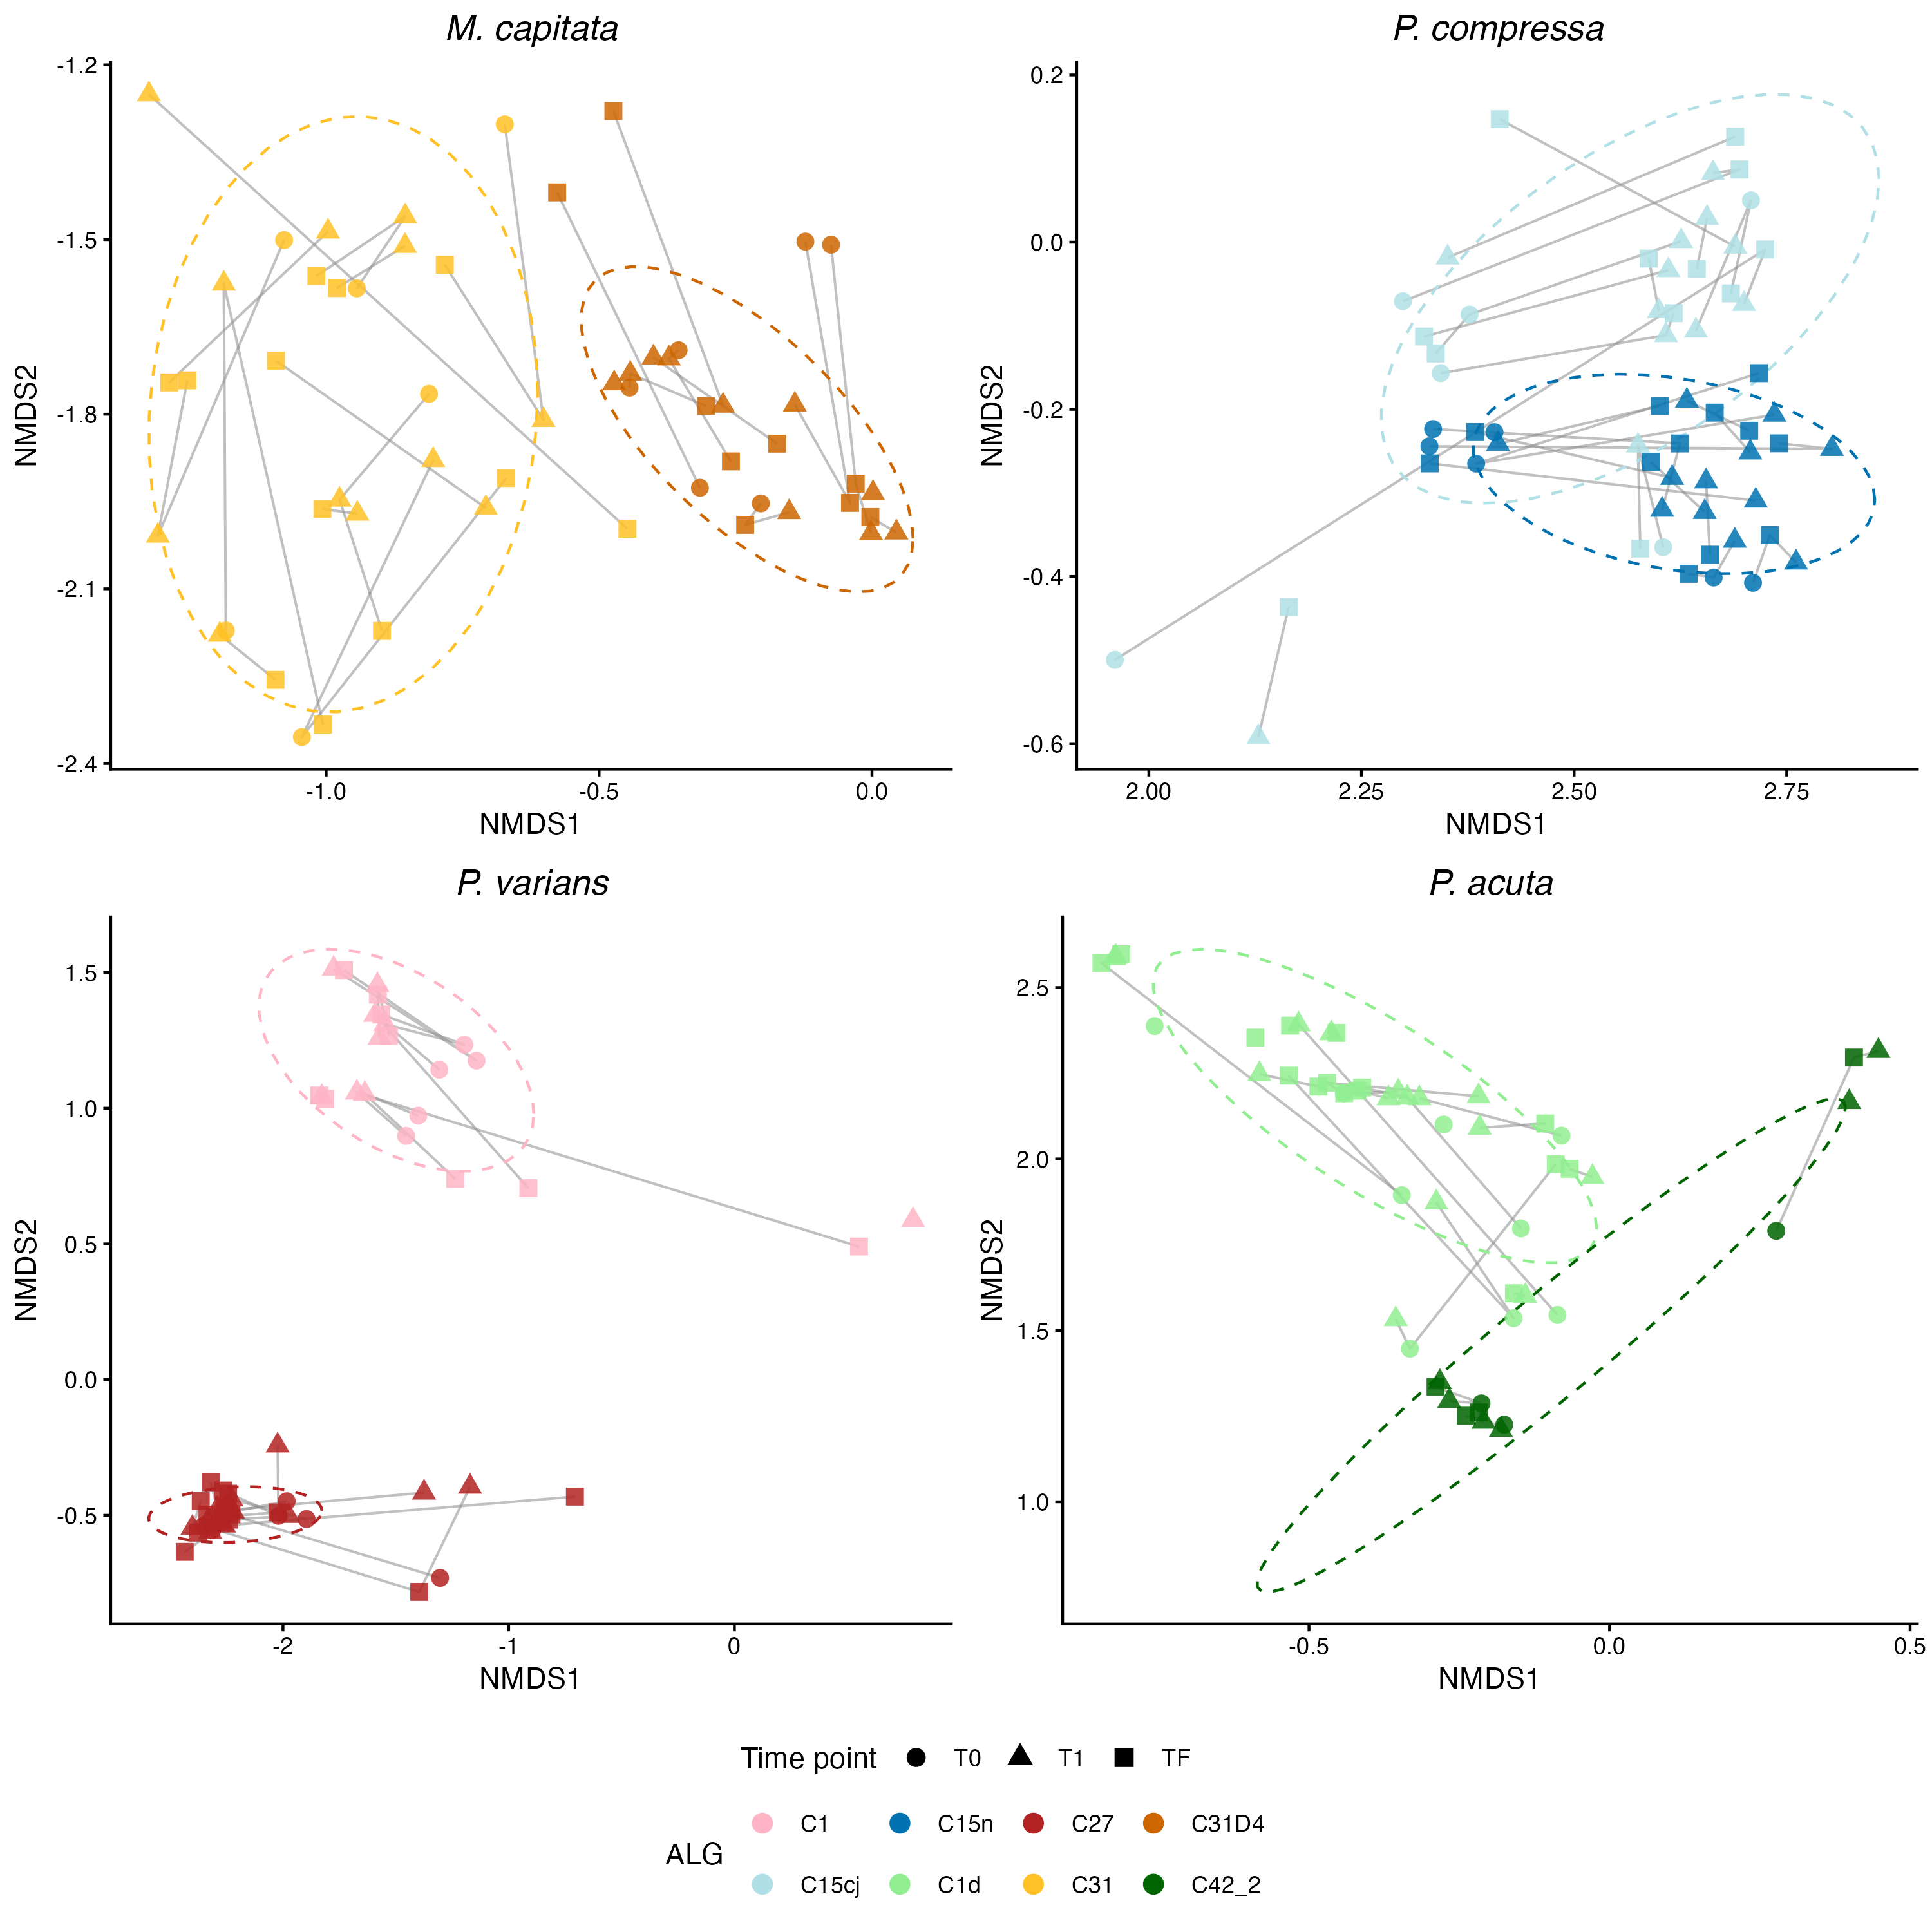 M. capitata
P. compressa
-1.2
-1.5
-1.8
-2.1
-2.4
NMDS2
-1.0
-0.5
0.0
NMDS1
0.2
0.0
-0.2
-0.4
-0.6
NMDS2
2.00
2.25
2.50
2.75
NMDS1
P. varians
P. acuta
1.5
1.0
0.5
0.0
-0.5
NMDS2
-2
-1
0
NMDS1
2.5
2.0
1.5
1.0
NMDS2
-0.5
0.0
0.5
NMDS1
Time point T0 T1 TF
ALG
C1 C15n C27 C31D4
C15cj C1d C31 C42_2